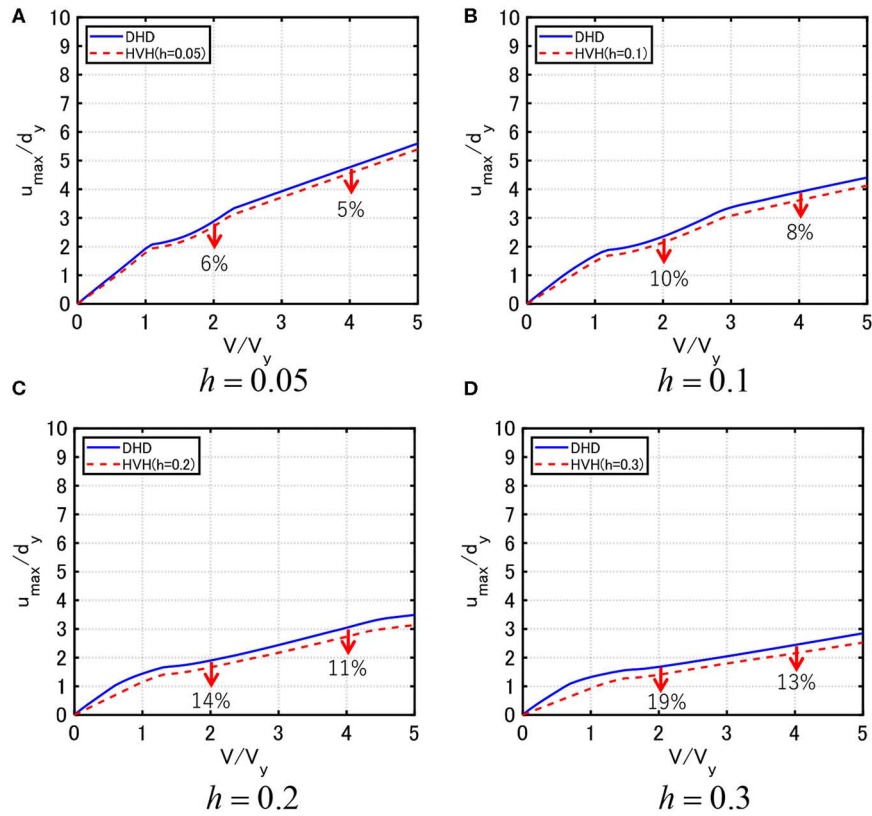 A
10
9
8
7
6
5
4
3
2
1
0
u_max/d_y
DHD
HVH(h=0.05)
6%
5%
0 1 2 3 4 5
V/V_y
h = 0.05
B
10
9
8
7
6
5
4
3
2
1
0
u_max/d_y
DHD
HVH(h=0.1)
10%
8%
0 1 2 3 4 5
V/V_y
h = 0.1
C
10
9
8
7
6
5
4
3
2
1
0
u_max/d_y
DHD
HVH(h=0.2)
14%
11%
0 1 2 3 4 5
V/V_y
h = 0.2
D
10
9
8
7
6
5
4
3
2
1
0
u_max/d_y
DHD
HVH(h=0.3)
19%
13%
0 1 2 3 4 5
V/V_y
h = 0.3